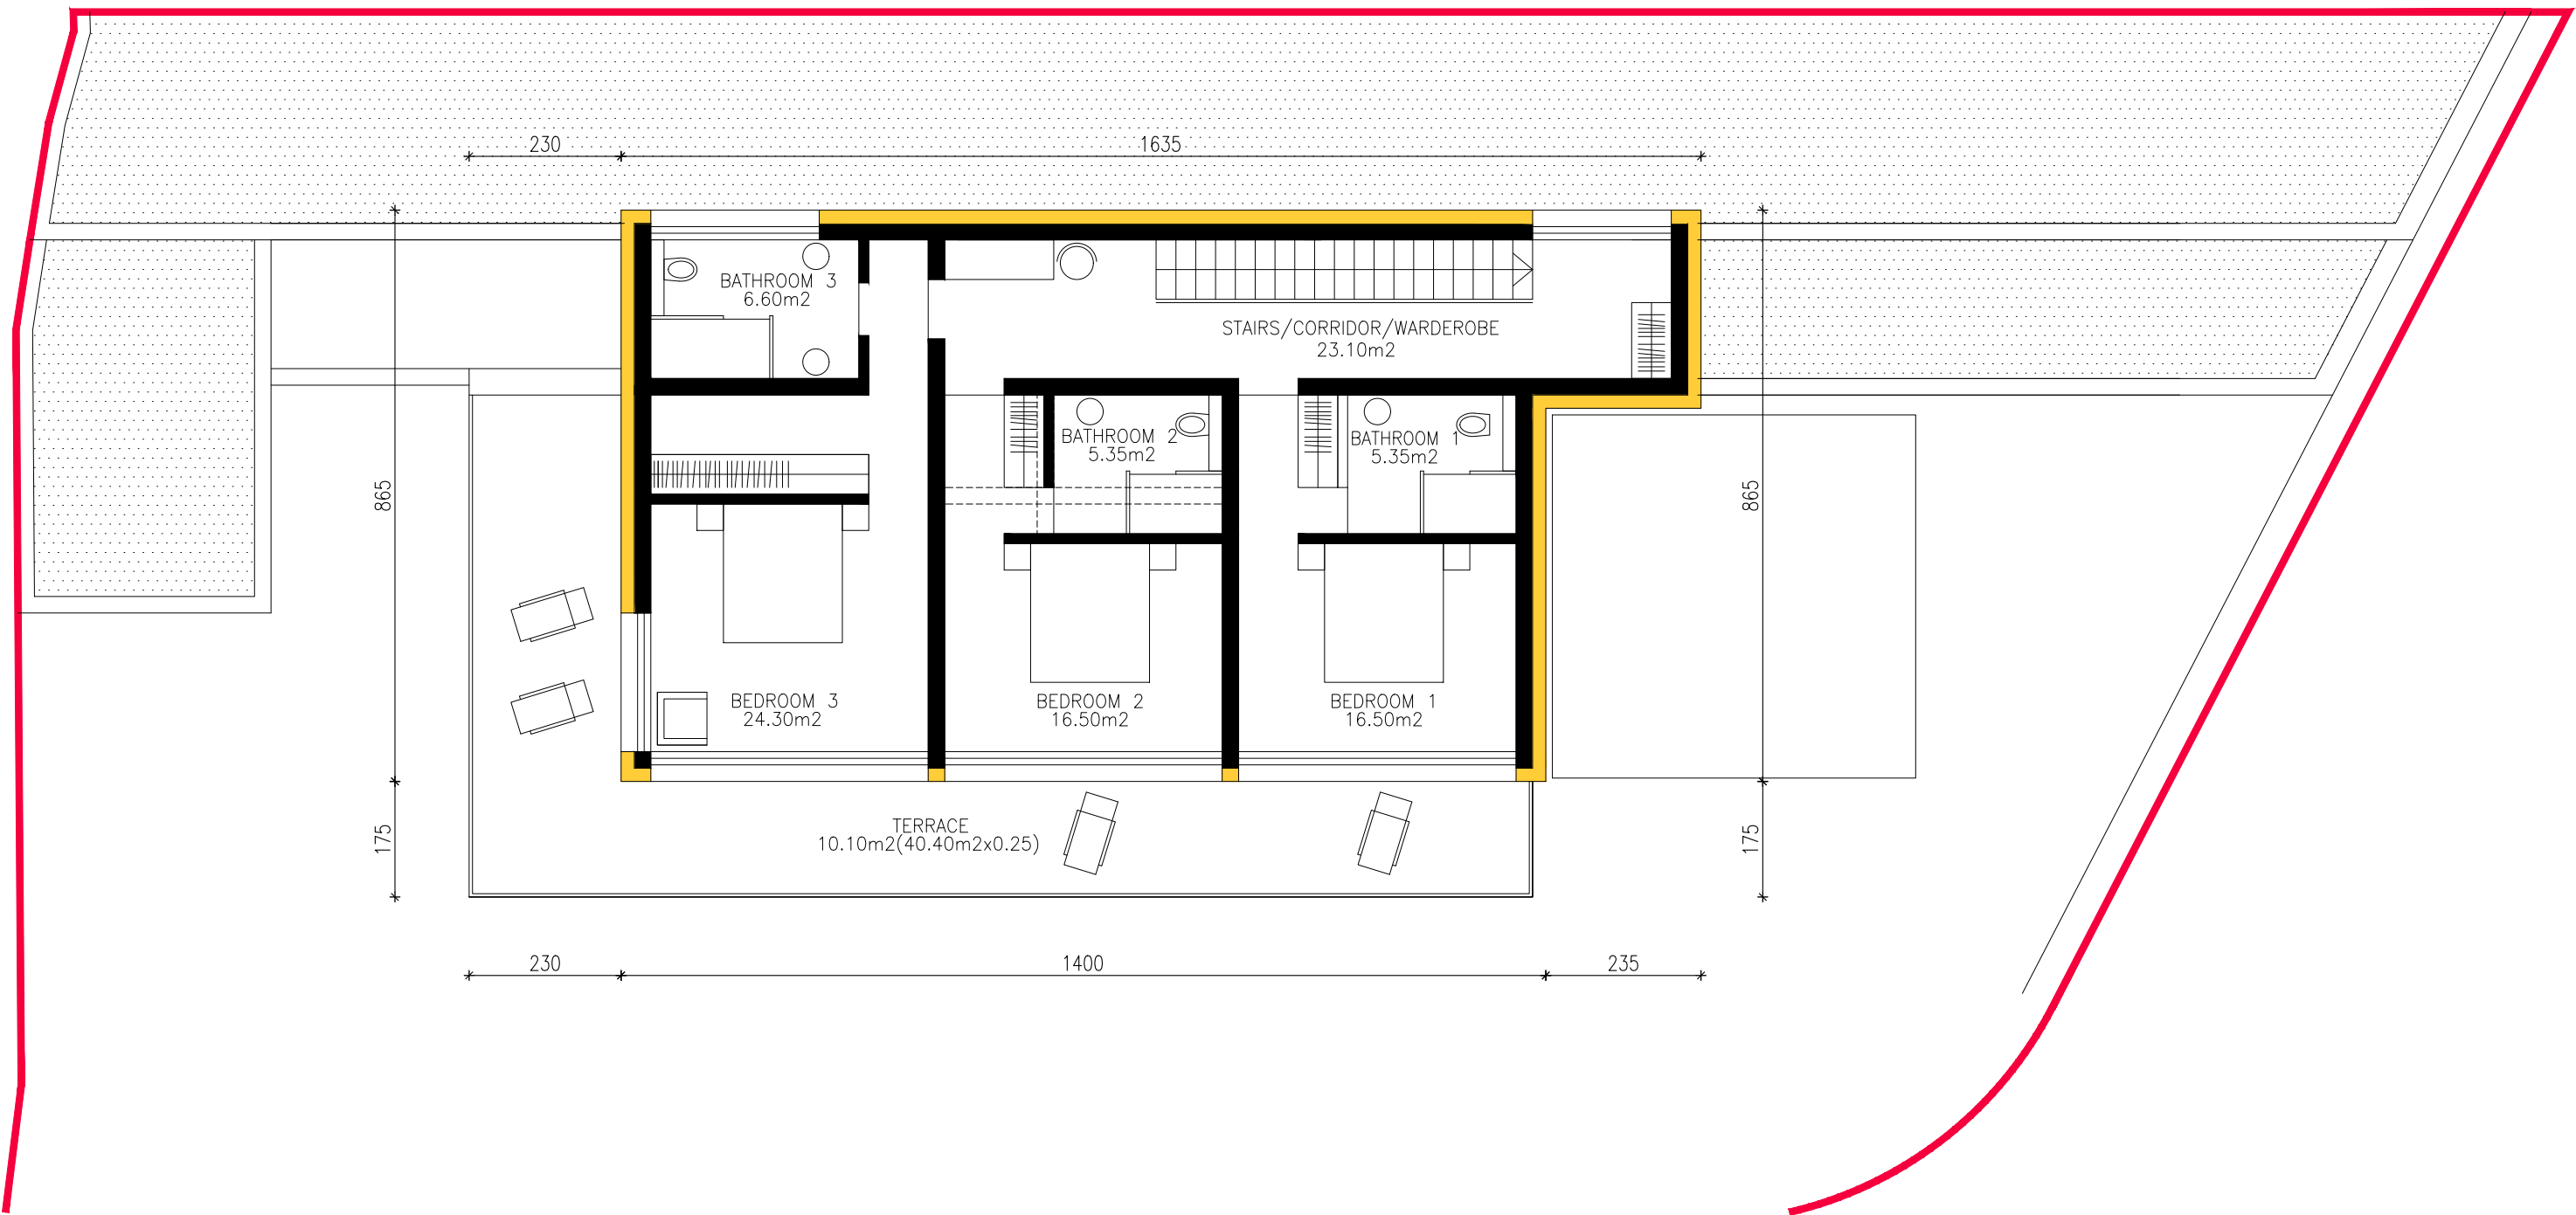 230
1635
BATHROOM 3
6.60m2
STAIRS/CORRIDOR/WARDEROBE
23.10m2
BATHROOM 2
5.35m2
BATHROOM 1
5.35m2
865
865
BEDROOM 3
24.30m2
BEDROOM 2
16.50m2
BEDROOM 1
16.50m2
TERRACE
10.10m2(40.40m2x0.25)
175
175
230
1400
235